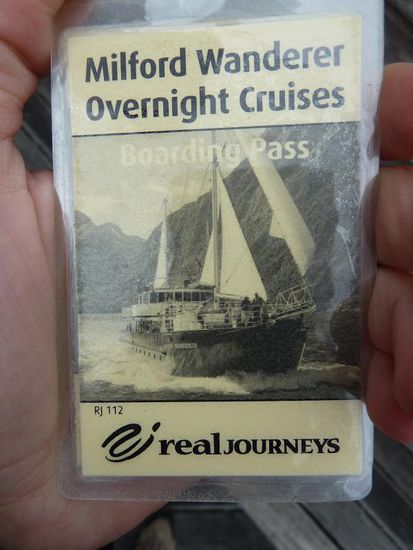 Milford Wanderer
Overnight Cruises
Boarding Pass
RJ 112
realJOURNEYS